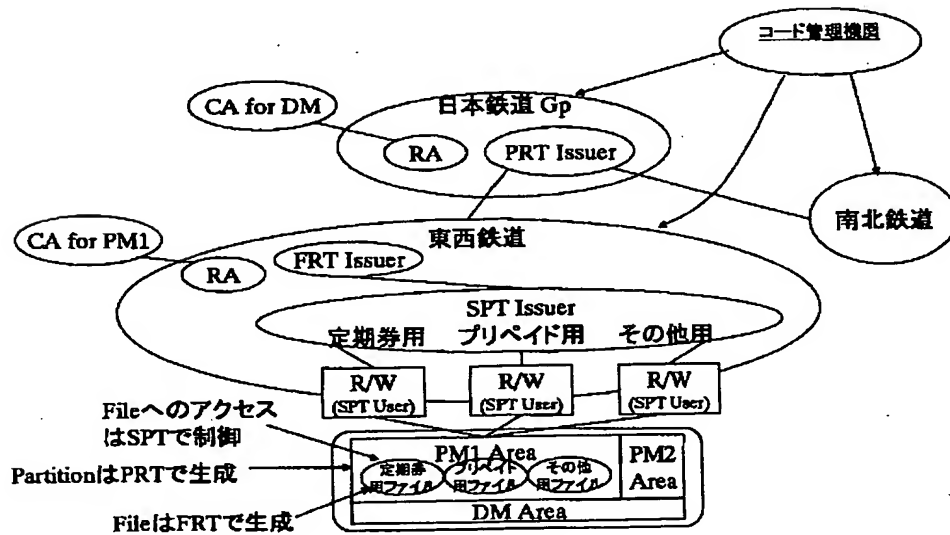 コード管理機図
CA for DM
日本鉄道 Gp
RA
PRT Issuer
南北鉄道
CA for PM1
東西鉄道
RA
FRT Issuer
SPT Issuer
定期券用
プリペイド用
その他用
R/W
(SPT User)
R/W
(SPT User)
R/W
(SPT User)
Fileへのアクセス
はSPTで制御
PartitionはPRTで生成
FileはFRTで生成
PM1 Area
定期券
用ファイル
プリペイド
用ファイル
その他
用ファイル
PM2
Area
DM Area